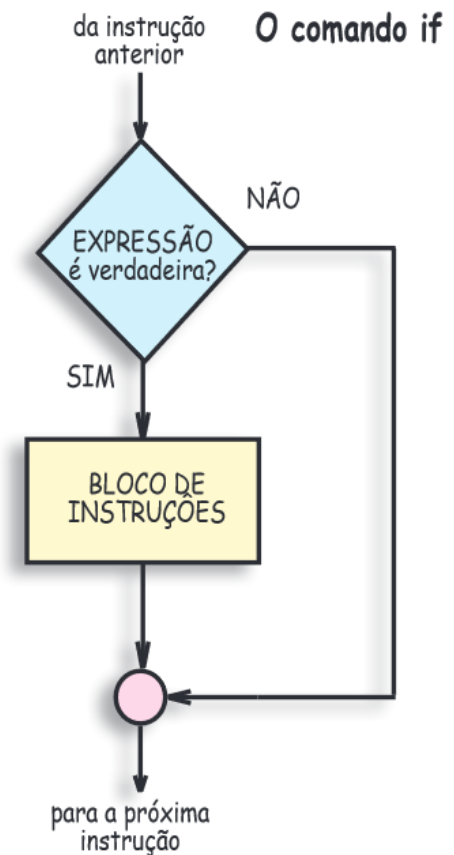 O comando if
da instrução
anterior
NÃO
EXPRESSÃO
é verdadeira?
SIM
BLOCO DE
INSTRUÇÕES
para a próxima
instrução